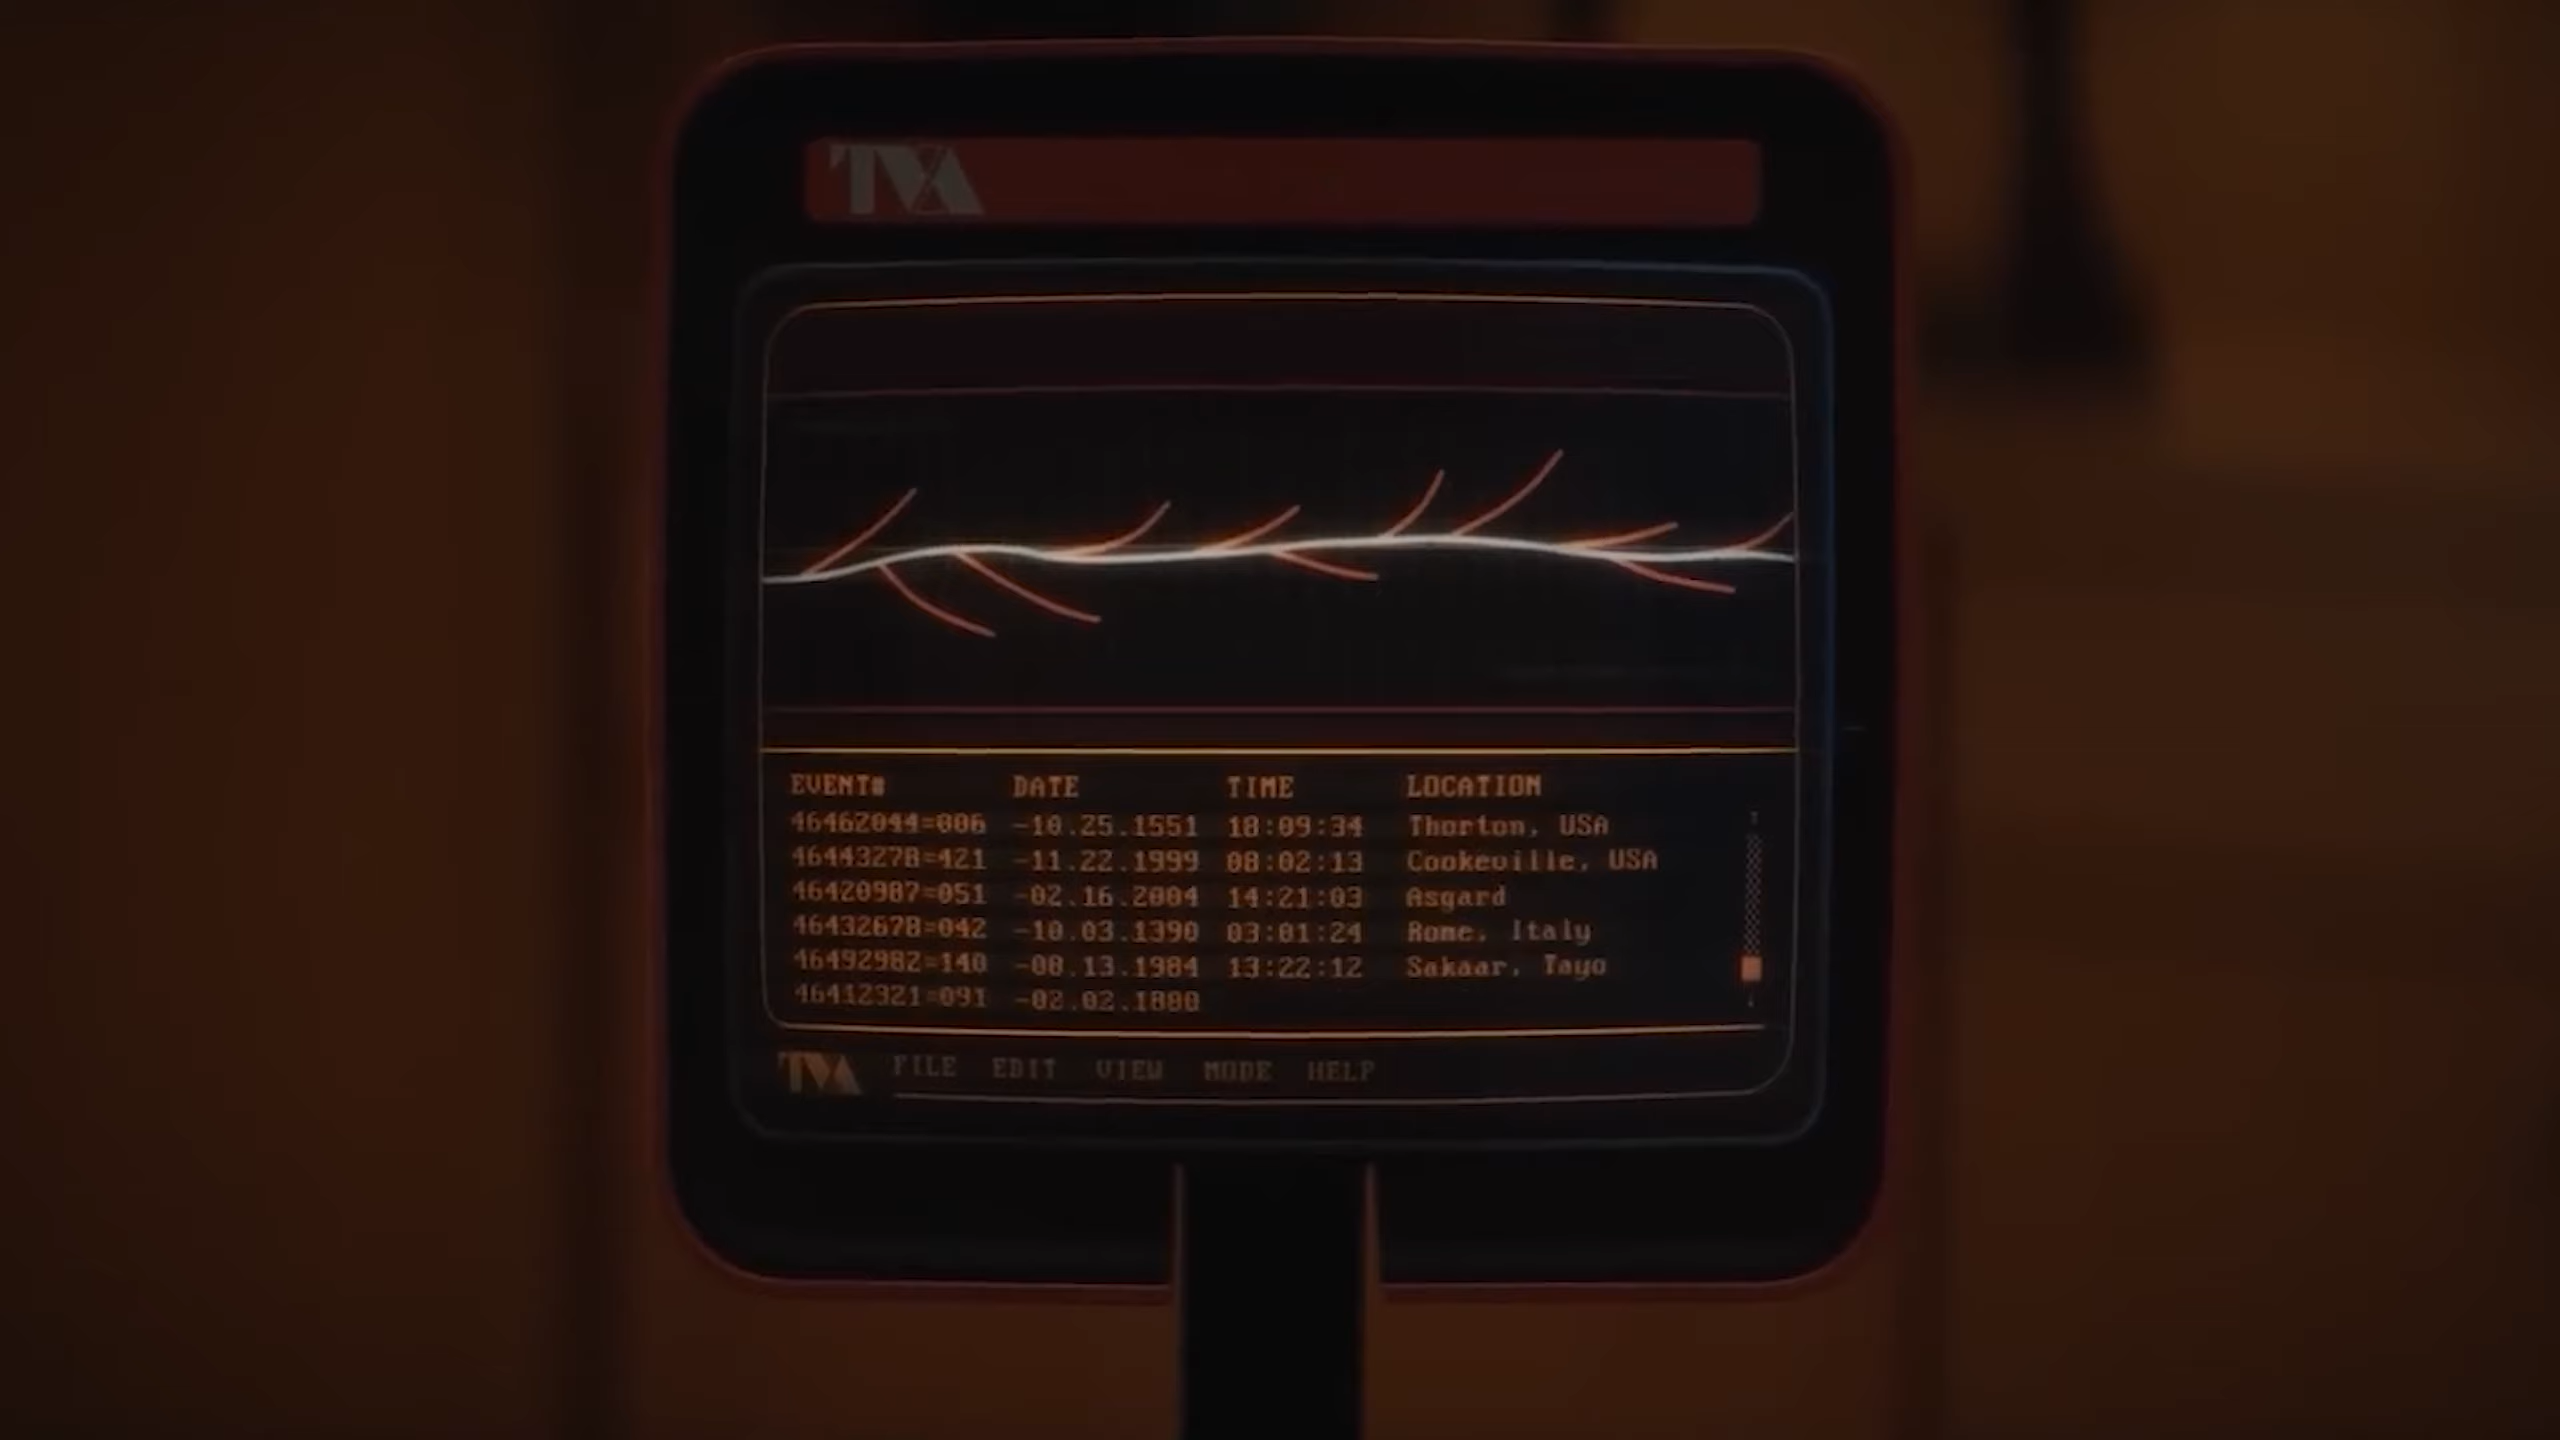 TVA
EVENT# DATE TIME LOCATION
46462044=006 -10.25.1551 18:09:34 Thorton, USA
46443278=421 -11.22.1999 08:02:13 Cookeville, USA
46420987=051 -02.16.2004 14:21:03 Asgard
46432678=042 -10.03.1390 03:01:24 Rome, Italy
46492982=140 -08.13.1984 13:22:12 Sakaar, Tayo
46412321=091 -02.02.1880
TVA FILE EDIT VIEW MODE HELP